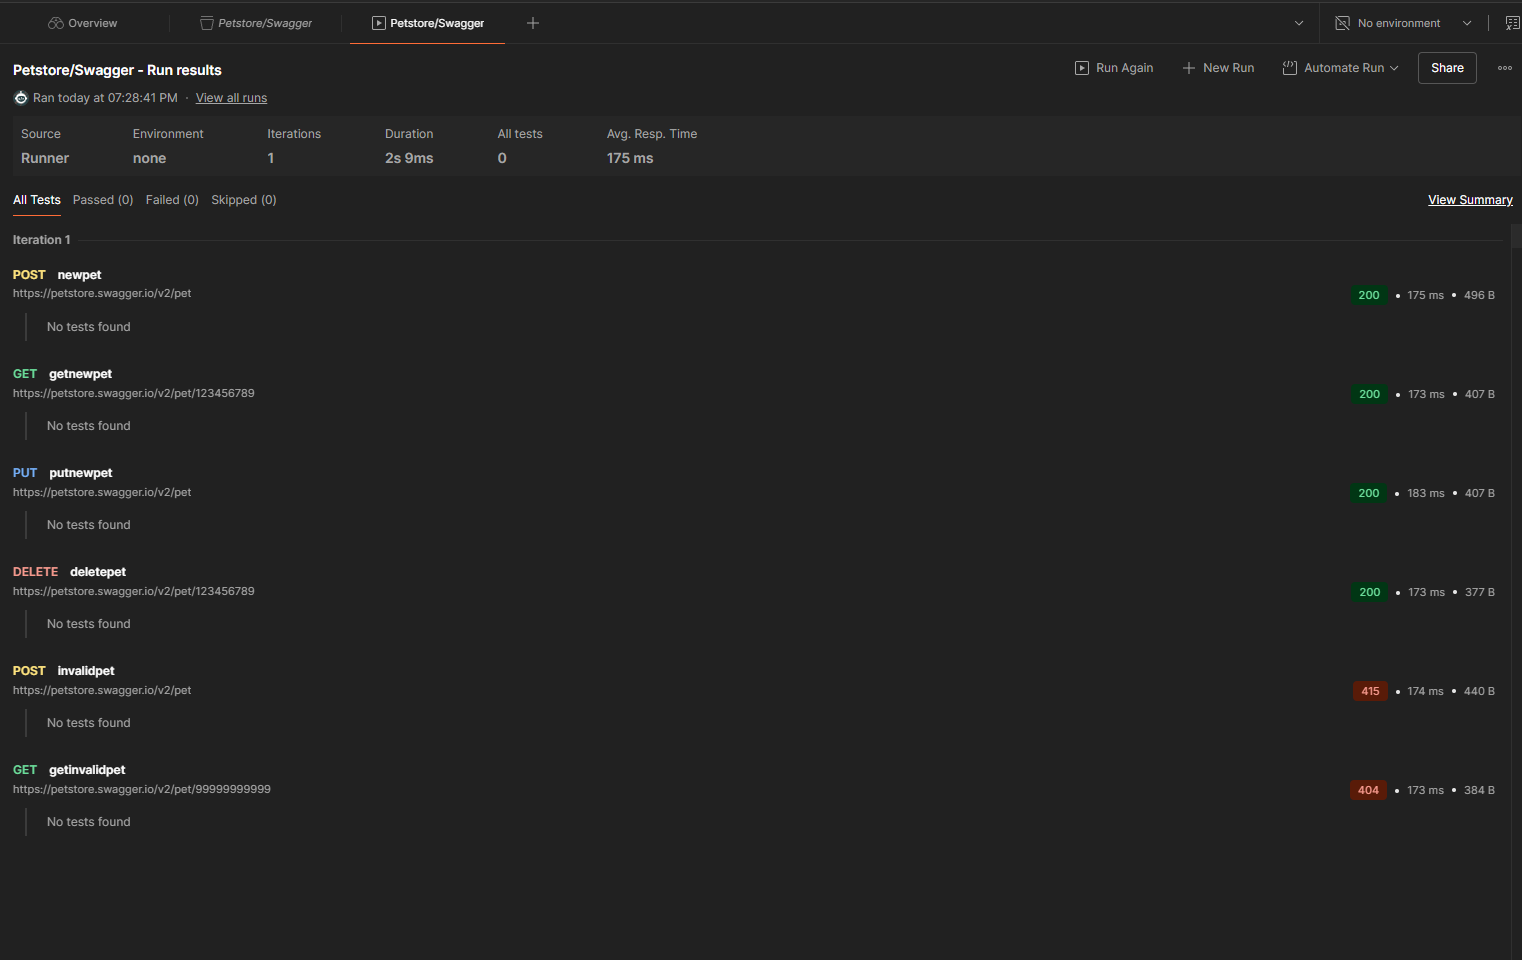 Overview
Petstore/Swagger
Petstore/Swagger
No environment
Petstore/Swagger - Run results
Run Again
New Run
Automate Run
Share
Ran today at 07:28:41 PM · View all runs
Source Environment Iterations Duration All tests Avg. Resp. Time
Runner none 1 2s 9ms 0 175 ms
All Tests Passed (0) Failed (0) Skipped (0) View Summary
Iteration 1
POST newpet
https://petstore.swagger.io/v2/pet
200 • 175 ms • 496 B
No tests found
GET getnewpet
https://petstore.swagger.io/v2/pet/123456789
200 • 173 ms • 407 B
No tests found
PUT putnewpet
https://petstore.swagger.io/v2/pet
200 • 183 ms • 407 B
No tests found
DELETE deletepet
https://petstore.swagger.io/v2/pet/123456789
200 • 173 ms • 377 B
No tests found
POST invalidpet
https://petstore.swagger.io/v2/pet
415 • 174 ms • 440 B
No tests found
GET getinvalidpet
https://petstore.swagger.io/v2/pet/99999999999
404 • 173 ms • 384 B
No tests found